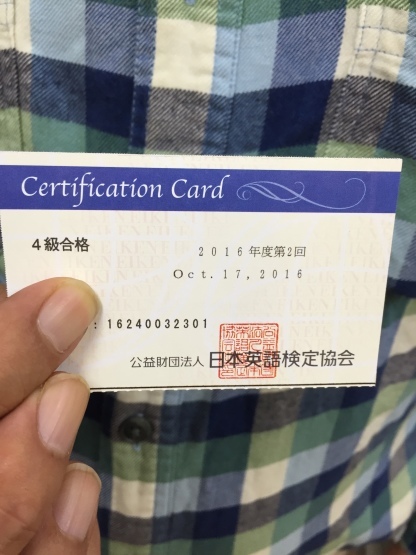 Certification Card
4級合格
2016年度第2回
Oct. 17, 2016
: 16240032301
公益財団法人 日本英語検定協会